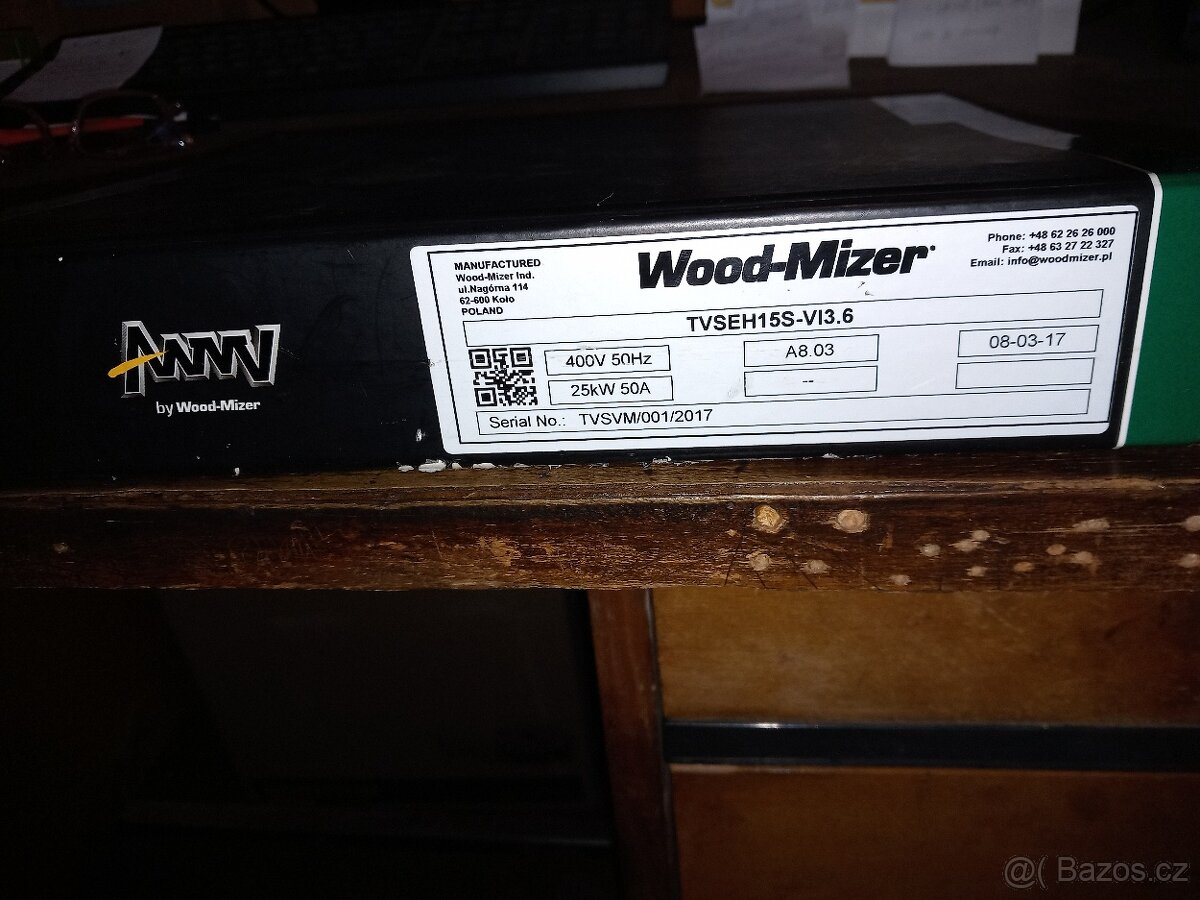 MANUFACTURED
Wood-Mizer Ind.
ul.Nagórna 114
62-600 Koło
POLAND
Wood-Mizer
Phone: +48 62 26 26 000
Fax: +48 63 27 22 327
Email: info@woodmizer.pl
TVSEH15S-VI3.6
400V 50Hz
A8.03
08-03-17
25kW 50A
--
Serial No.: TVSVM/001/2017
by Wood-Mizer
@( Bazos.cz